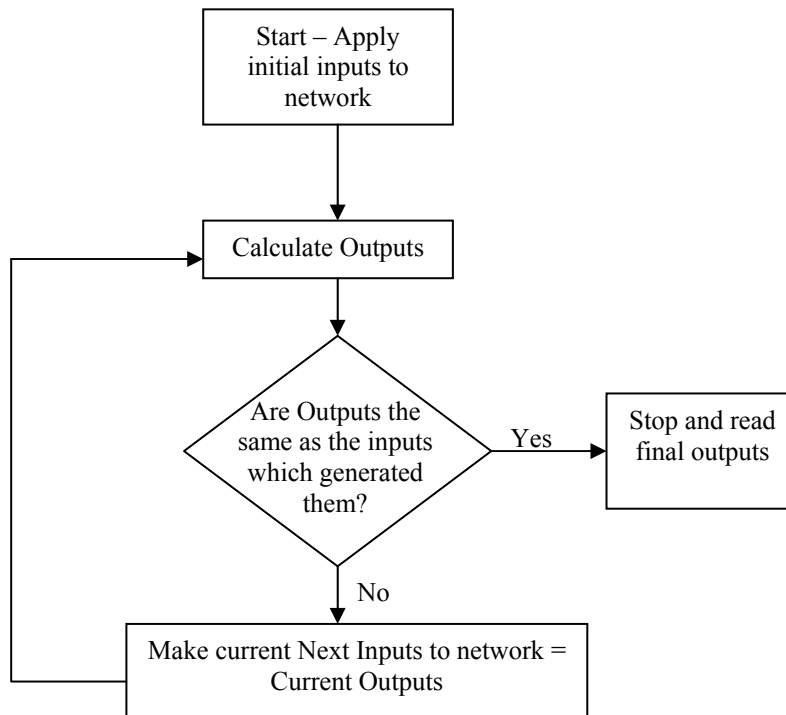 Start – Apply
initial inputs to
network
Calculate Outputs
Are Outputs the
same as the inputs
which generated
them?
Yes
Stop and read
final outputs
No
Make current Next Inputs to network =
Current Outputs